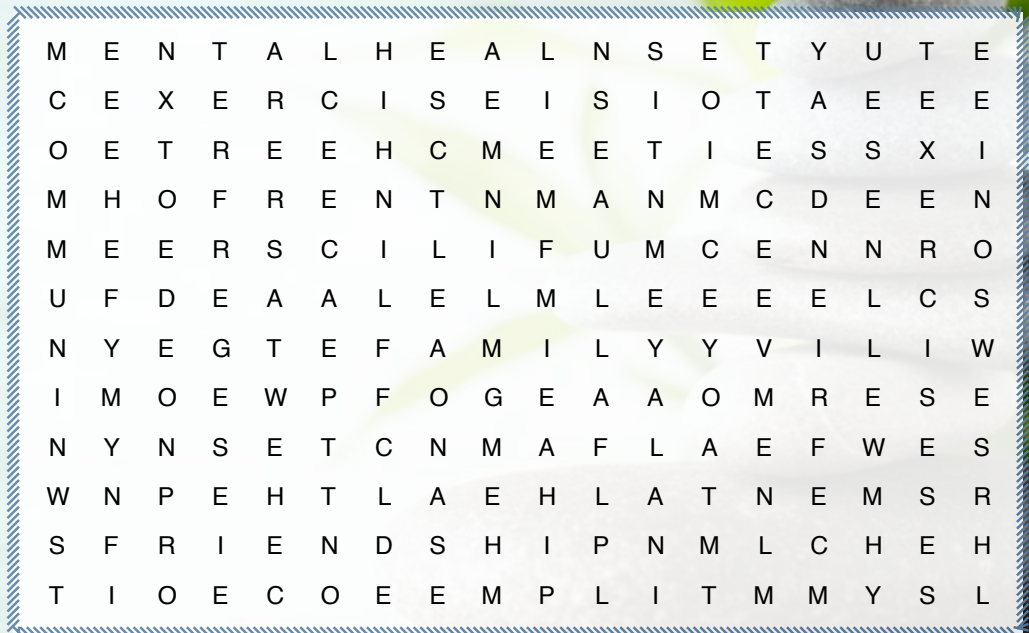 M E N T A L H E A L N S E T Y U T E
C E X E R C I S E I S I O T A E E E
O E T R E E H C M E E T I E S S X I
M H O F R E N T N M A N M C D E E N
M E E R S C I L I F U M C E N N R O
U F D E A A L E L M L E E E E L C S
N Y E G T E F A M I L Y Y V I L I W
I M O E W P F O G E A A O M R E S E
N Y N S E T C N M A F L A E F W E S
W N P E H T L A E H L A T N E M S R
S F R I E N D S H I P N M L C H E H
T I O E C O E E M P L I T M M Y S L